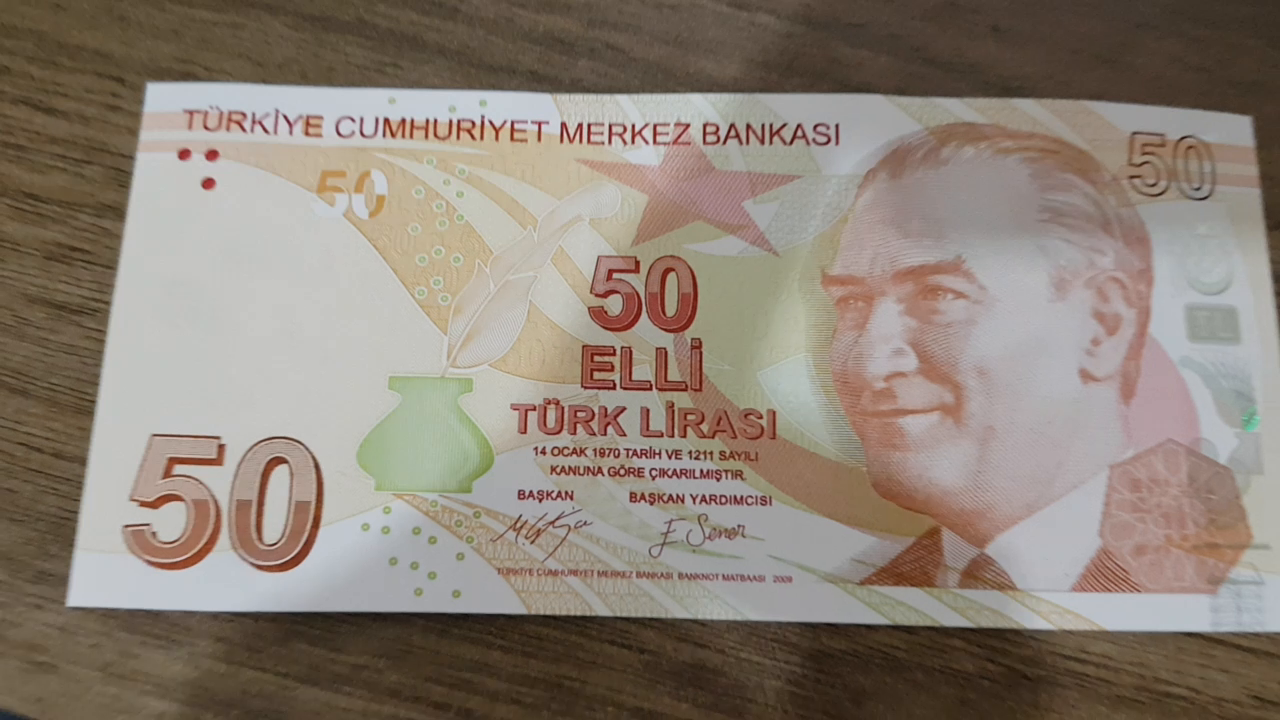 TÜRKİYE CUMHURİYET MERKEZ BANKASI
50
50
50
ELLİ
TÜRK LİRASI
14 OCAK 1970 TARİH VE 1211 SAYILI
KANUNA GÖRE ÇIKARILMIŞTIR.
BAŞKAN
BAŞKAN YARDIMCISI
E. Şener
TÜRKİYE CUMHURİYET MERKEZ BANKASI BANKNOT MATBAASI 2009
50
TL